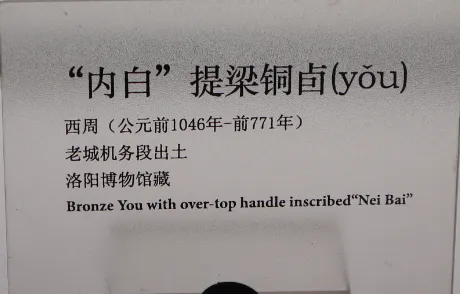 “内白”提梁铜卣(yǒu)
西周（公元前1046年-前771年）
老城机务段出土
洛阳博物馆藏
Bronze You with over-top handle inscribed“Nei Bai”